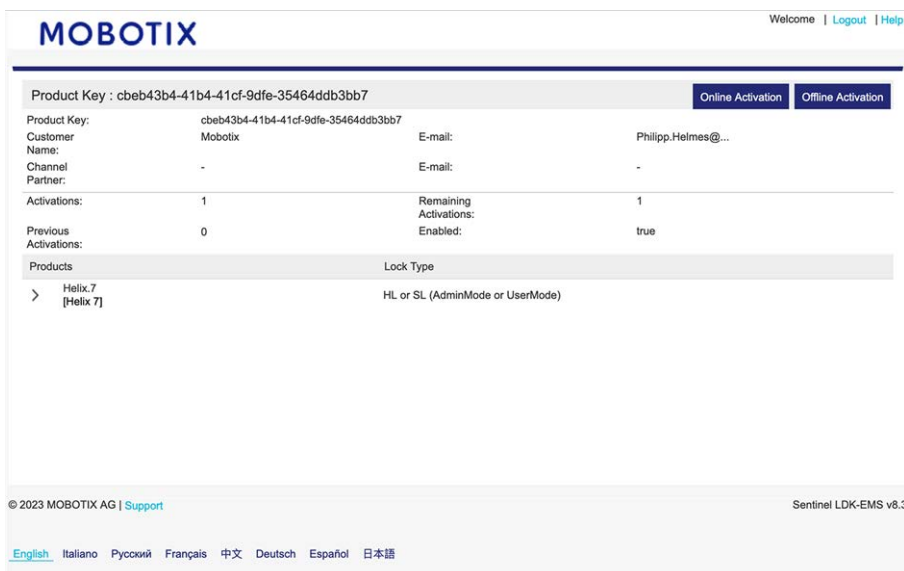 MOBOTIX
Welcome | Logout | Help
Product Key : cbeb43b4-41b4-41cf-9dfe-35464ddb3bb7 Online Activation Offline Activation
Product Key: cbeb43b4-41b4-41cf-9dfe-35464ddb3bb7
Customer Name: Mobotix E-mail: Philipp.Helmes@...
Channel Partner: - E-mail: -
Activations: 1 Remaining Activations: 1
Previous Activations: 0 Enabled: true
Products Lock Type
Helix.7
[Helix 7] HL or SL (AdminMode or UserMode)
© 2023 MOBOTIX AG | Support Sentinel LDK-EMS v8.3
English Italiano Русский Français 中文 Deutsch Español 日本語